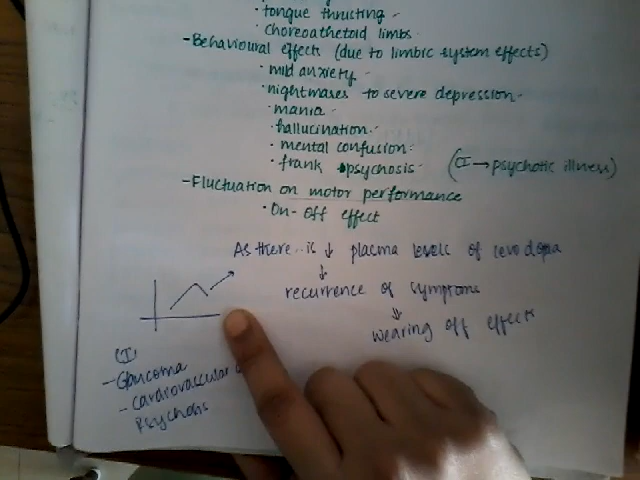 · tongue thrusting
· choreoathetoid limbs
- Behavioural effects (due to limbic system effects)
· mild anxiety
· nightmares to severe depression
· mania
· hallucination
· mental confusion
· frank psychosis (CI → psychotic illness)
- Fluctuation on motor performance
· On-off effect
As there is ↓ plasma levels of levodopa
↓
recurrence of symptoms
⇓
wearing off effects
CI
- Glaucoma
- Cardiovascular
Psychosis